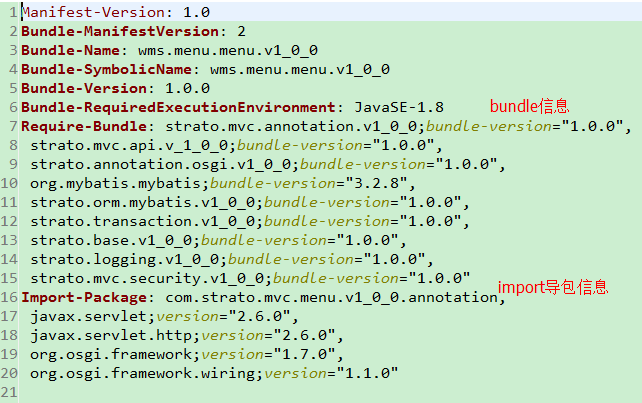 1 Manifest-Version: 1.0
2 Bundle-ManifestVersion: 2
3 Bundle-Name: wms.menu.menu.v1_0_0
4 Bundle-SymbolicName: wms.menu.menu.v1_0_0
5 Bundle-Version: 1.0.0
6 Bundle-RequiredExecutionEnvironment: JavaSE-1.8 bundle信息
7 Require-Bundle: strato.mvc.annotation.v1_0_0;bundle-version="1.0.0",
8 strato.mvc.api.v_1_0_0;bundle-version="1.0.0",
9 strato.annotation.osgi.v1_0_0;bundle-version="1.0.0",
10 org.mybatis.mybatis;bundle-version="3.2.8",
11 strato.orm.mybatis.v1_0_0;bundle-version="1.0.0",
12 strato.transaction.v1_0_0;bundle-version="1.0.0",
13 strato.base.v1_0_0;bundle-version="1.0.0",
14 strato.logging.v1_0_0;bundle-version="1.0.0",
15 strato.mvc.security.v1_0_0;bundle-version="1.0.0"
16 Import-Package: com.strato.mvc.menu.v1_0_0.annotation, import导包信息
17 javax.servlet;version="2.6.0",
18 javax.servlet.http;version="2.6.0",
19 org.osgi.framework;version="1.7.0",
20 org.osgi.framework.wiring;version="1.1.0"
21